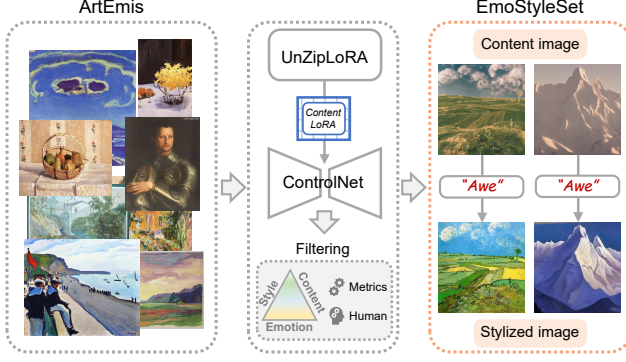 ArtEmis
UnZipLoRA
Content
LoRA
ControlNet
Filtering
Style
Content
Emotion
Metrics
Human
EmoStyleSet
Content image
“Awe”
“Awe”
Stylized image